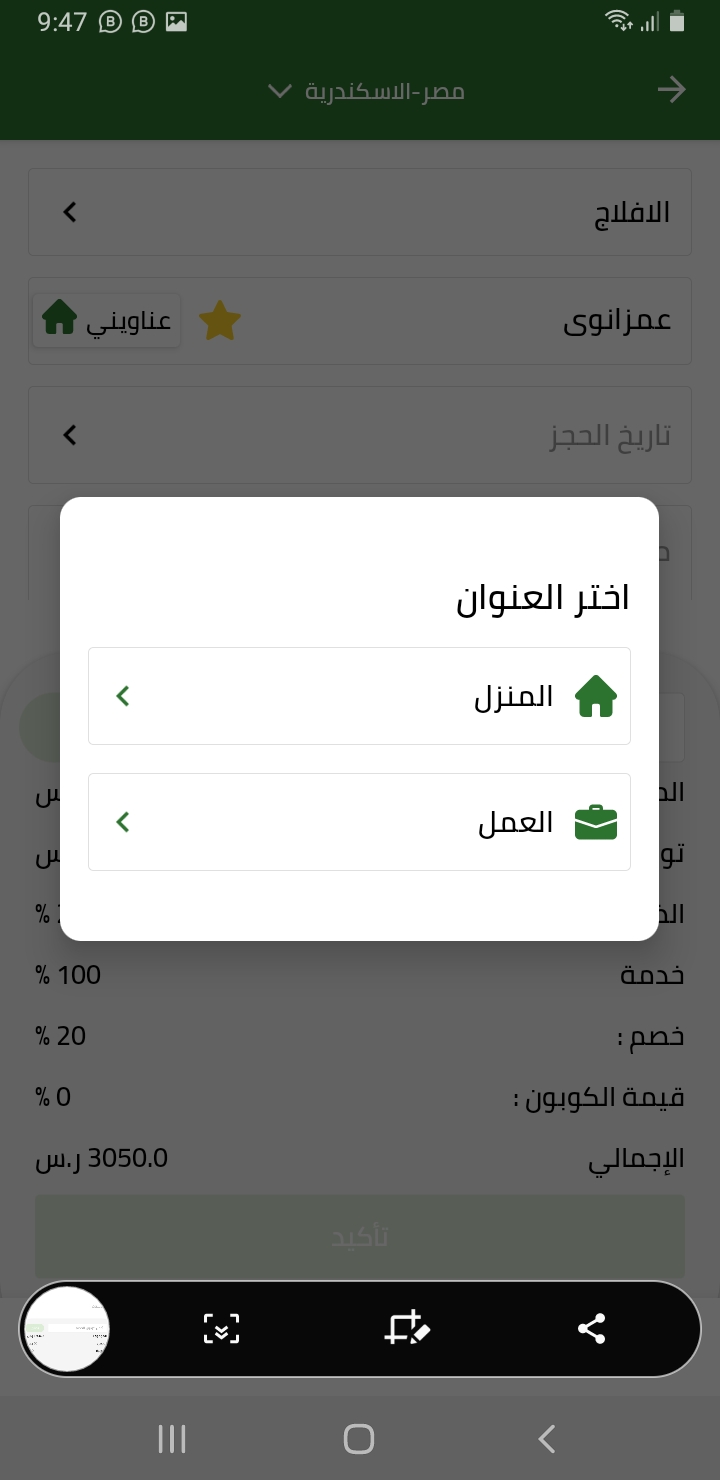 9:47
مصر-الاسكندرية
الافلاج
عمزانوى
عناويني
تاريخ الحجز
اختر العنوان
المنزل
العمل
خدمة
100 %
خصم :
20 %
قيمة الكوبون :
0 %
الإجمالي
3050.0 ر.س
تأكيد